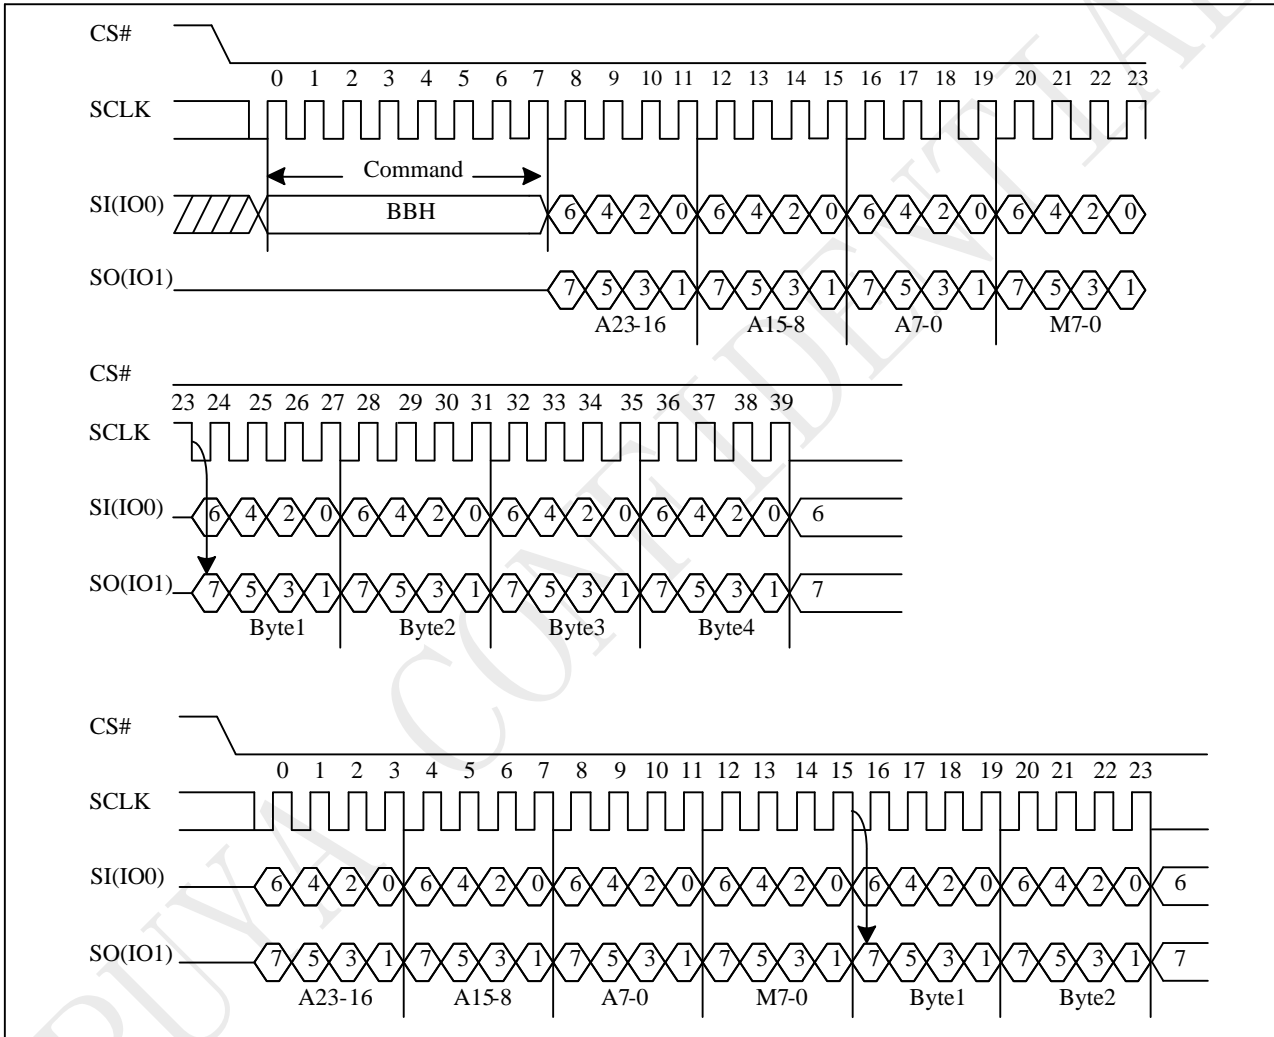 CS#
0 1 2 3 4 5 6 7 8 9 10 11 12 13 14 15 16 17 18 19 20 21 22 23
SCLK
Command
SI(IO0) BBH 6 4 2 0 6 4 2 0 6 4 2 0 6 4 2 0
SO(IO1) 7 5 3 1 7 5 3 1 7 5 3 1 7 5 3 1
A23-16 A15-8 A7-0 M7-0
CS#
23 24 25 26 27 28 29 30 31 32 33 34 35 36 37 38 39
SCLK
SI(IO0) 6 4 2 0 6 4 2 0 6 4 2 0 6 4 2 0 6
SO(IO1) 7 5 3 1 7 5 3 1 7 5 3 1 7 5 3 1 7
Byte1 Byte2 Byte3 Byte4
CS#
0 1 2 3 4 5 6 7 8 9 10 11 12 13 14 15 16 17 18 19 20 21 22 23
SCLK
SI(IO0) 6 4 2 0 6 4 2 0 6 4 2 0 6 4 2 0 6 4 2 0 6 4 2 0 6
SO(IO1) 7 5 3 1 7 5 3 1 7 5 3 1 7 5 3 1 7 5 3 1 7 5 3 1 7
A23-16 A15-8 A7-0 M7-0 Byte1 Byte2
PUYA CONFIDENTIAL